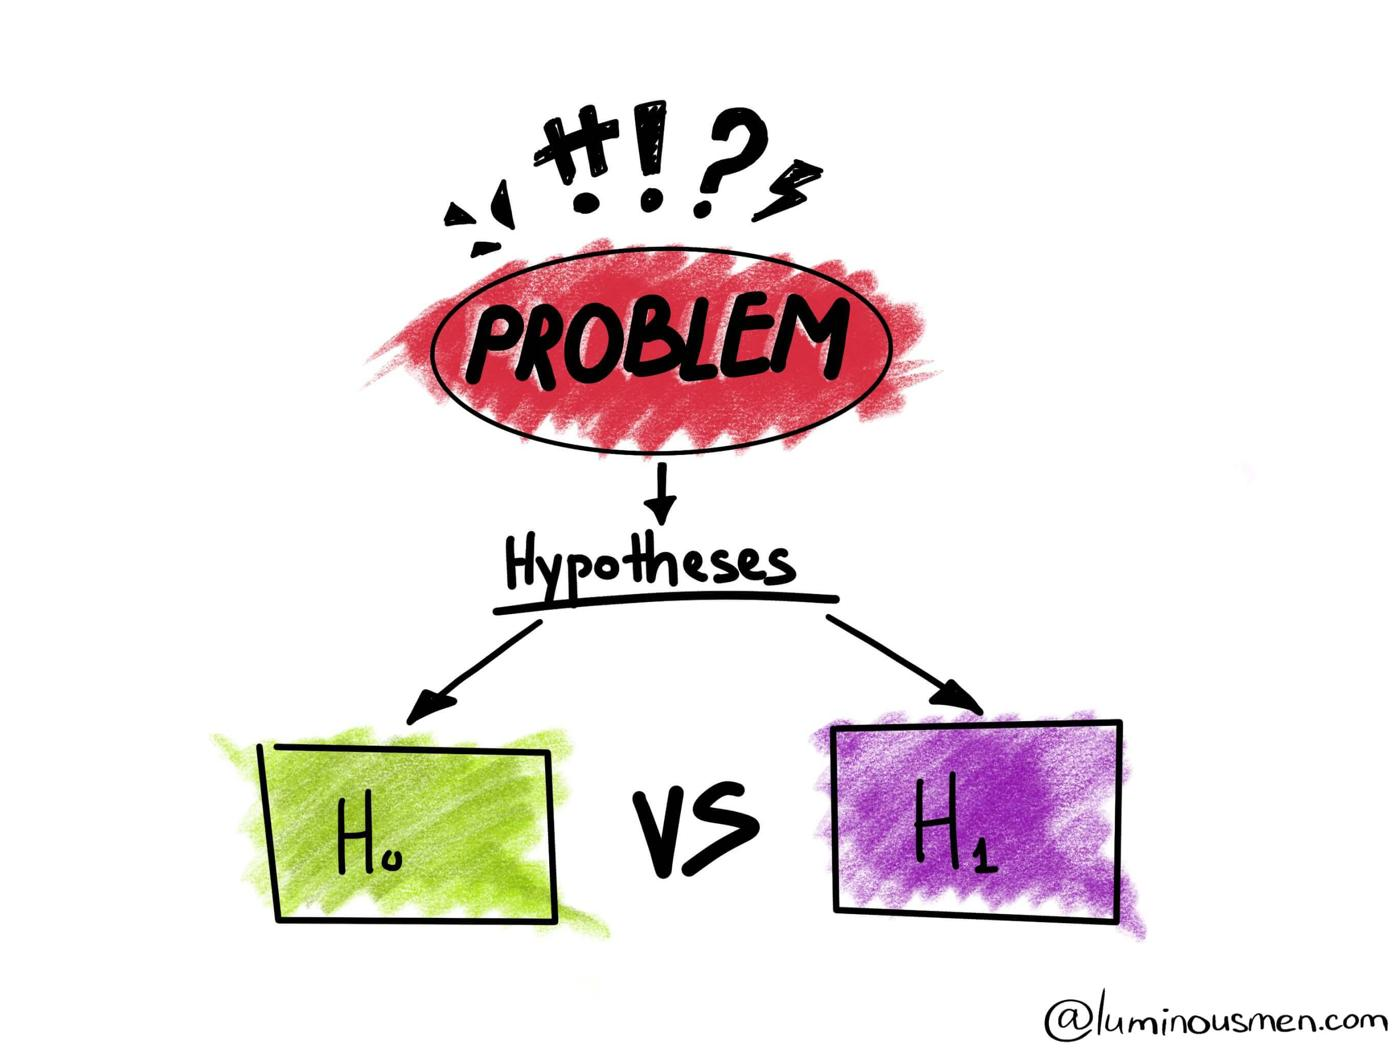 #!?
PROBLEM
Hypotheses
H₀ VS H₁
@luminousmen.com